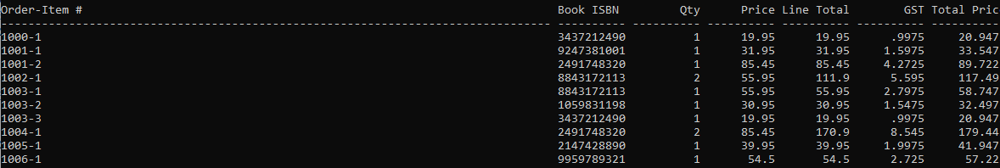 Order-Item # Book ISBN Qty Price Line Total GST Total Pric
---------------------------------------------------------------------------------- ---------- ---------- ---------- ---------- ---------- ----------
1000-1 3437212490 1 19.95 19.95 .9975 20.947
1001-1 9247381001 1 31.95 31.95 1.5975 33.547
1001-2 2491748320 1 85.45 85.45 4.2725 89.722
1002-1 8843172113 2 55.95 111.9 5.595 117.49
1003-1 8843172113 1 55.95 55.95 2.7975 58.747
1003-2 1059831198 1 30.95 30.95 1.5475 32.497
1003-3 3437212490 1 19.95 19.95 .9975 20.947
1004-1 2491748320 2 85.45 170.9 8.545 179.44
1005-1 2147428890 1 39.95 39.95 1.9975 41.947
1006-1 9959789321 1 54.5 54.5 2.725 57.22